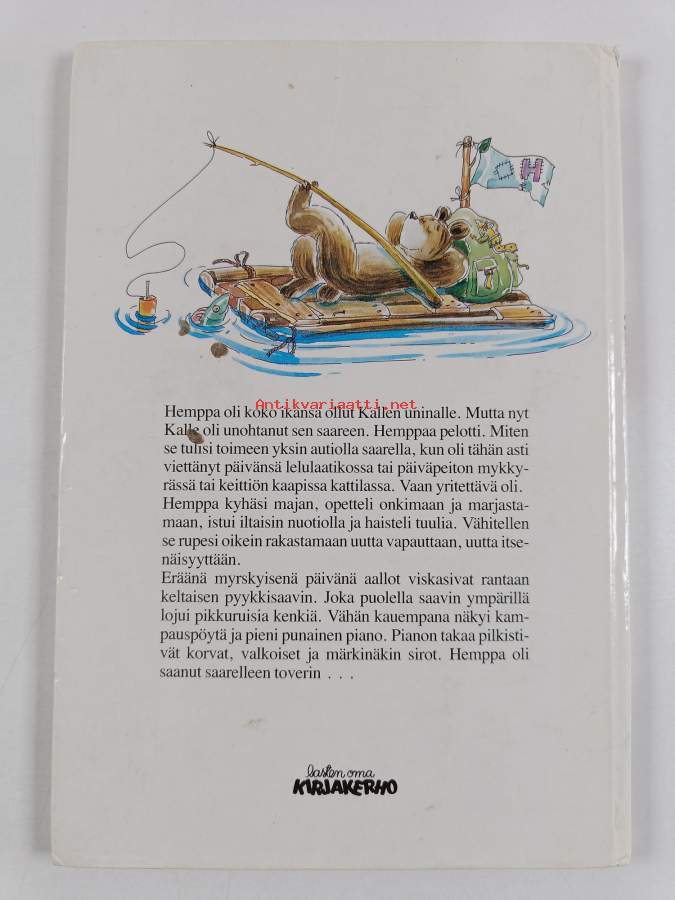 OH
Antikvariaatti.net
Hemppa oli koko ikänsä ollut Kallen uninalle. Mutta nyt
Kalle oli unohtanut sen saareen. Hemppaa pelotti. Miten
se tulisi toimeen yksin autiolla saarella, kun oli tähän asti
viettänyt päivänsä lelulaatikossa tai päiväpeiton mykky-
rässä tai keittiön kaapissa kattilassa. Vaan yritettävä oli.
Hemppa kyhäsi majan, opetteli onkimaan ja marjasta-
maan, istui iltaisin nuotiolla ja haisteli tuulia. Vähitellen
se rupesi oikein rakastamaan uutta vapauttaan, uutta itse-
näisyyttään.
Eräänä myrskyisenä päivänä aallot viskasivat rantaan
keltaisen pyykkisaavin. Joka puolella saavin ympärillä
lojui pikkuruisia kenkiä. Vähän kauempana näkyi kam-
pauspöytä ja pieni punainen piano. Pianon takaa pilkisti-
vät korvat, valkoiset ja märkinäkin sirot. Hemppa oli
saanut saarelleen toverin . . .
lasten oma
KIRJAKERHO